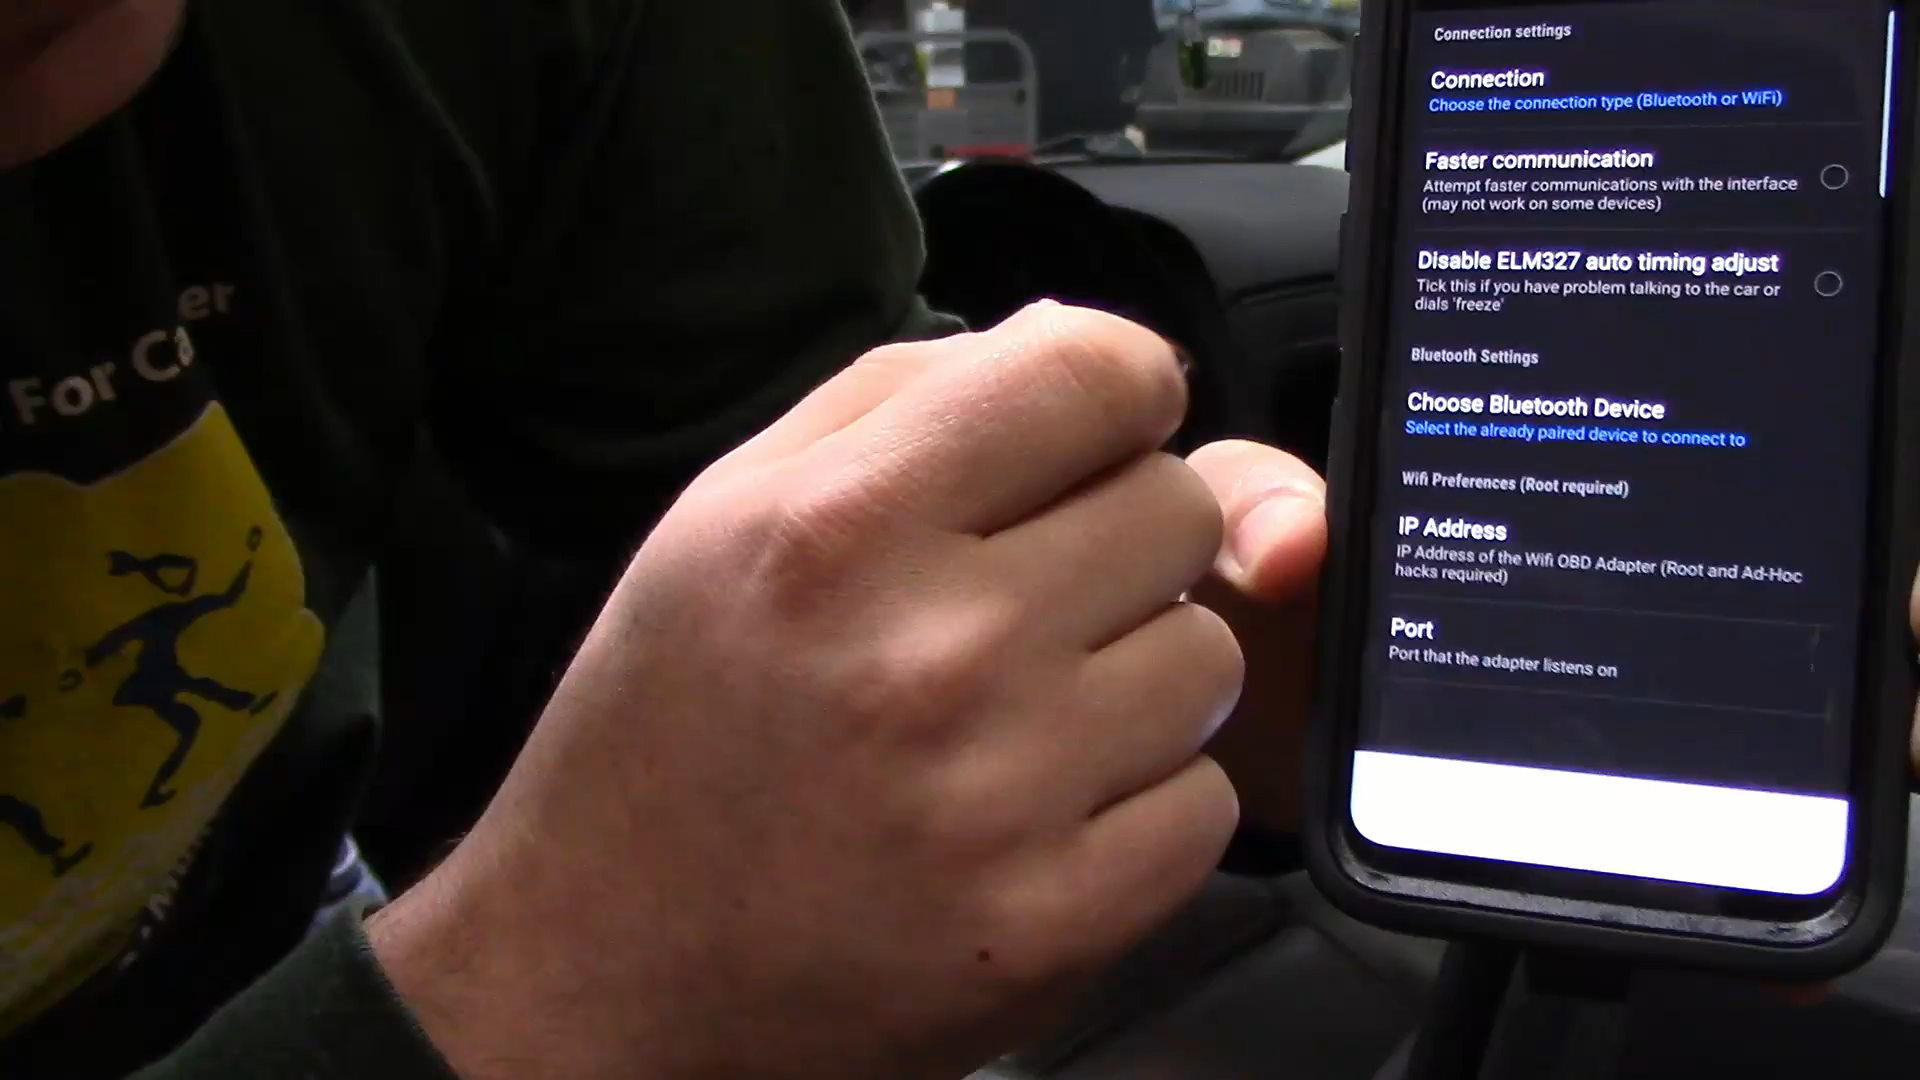 For
Connection settings
Connection
Choose the connection type (Bluetooth or WiFi)
Faster communication
Attempt faster communications with the interface
(may not work on some devices)
Disable ELM327 auto timing adjust
Tick this if you have problem talking to the car or
dials 'freeze'
Bluetooth Settings
Choose Bluetooth Device
Select the already paired device to connect to
Wifi Preferences (Root required)
IP Address
IP Address of the Wifi OBD Adapter (Root and Ad-Hoc
hacks required)
Port
Port that the adapter listens on